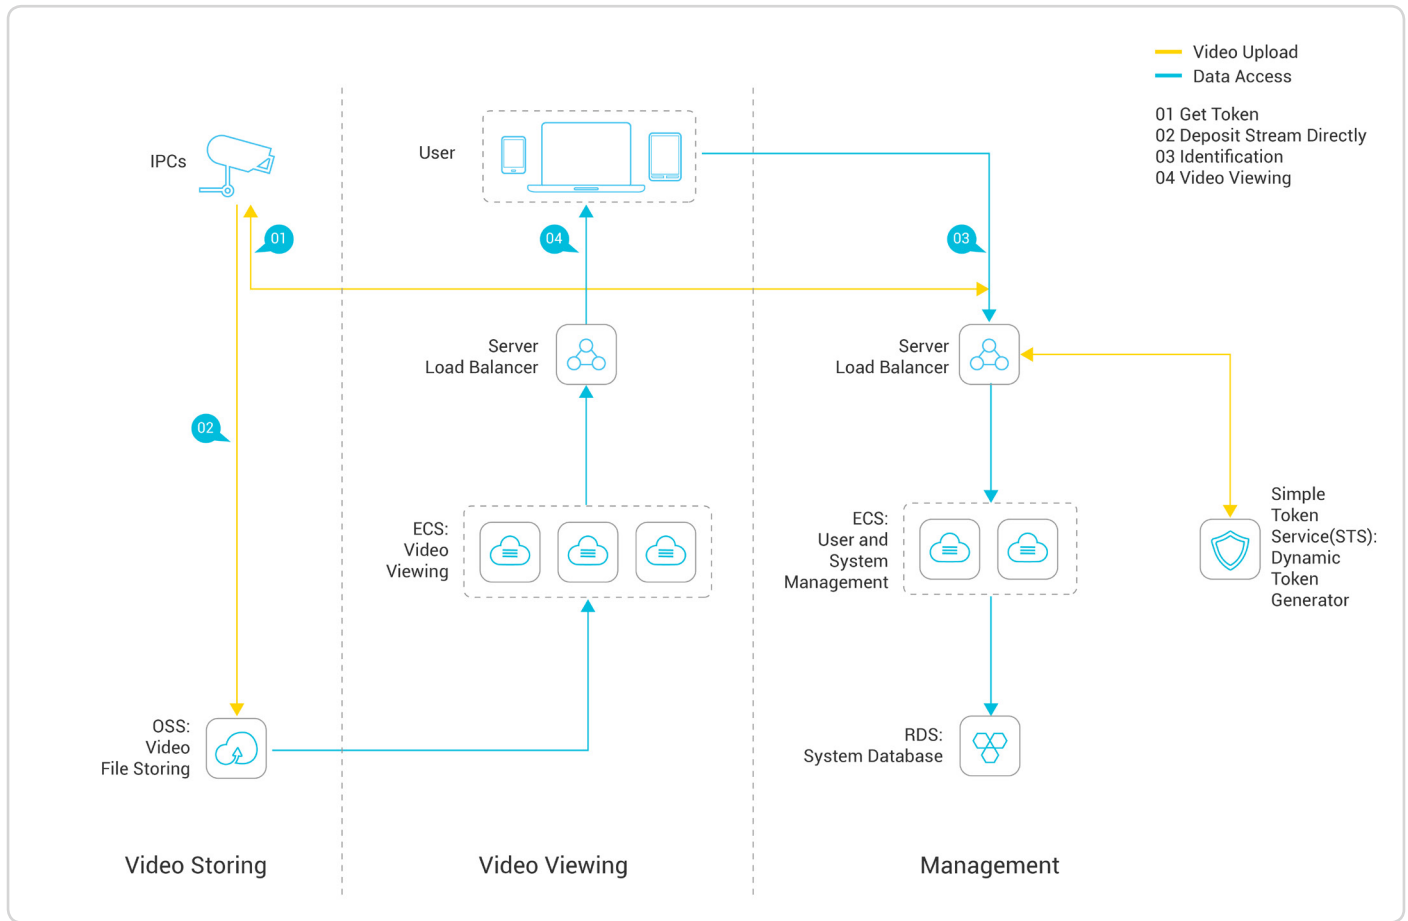 Video Upload
Data Access
01 Get Token
02 Deposit Stream Directly
03 Identification
04 Video Viewing
IPCs
User
01
04
03
Server
Load Balancer
Server
Load Balancer
02
ECS:
Video
Viewing
ECS:
User and
System
Management
Simple
Token
Service(STS):
Dynamic
Token
Generator
OSS:
Video
File Storing
RDS:
System Database
Video Storing
Video Viewing
Management